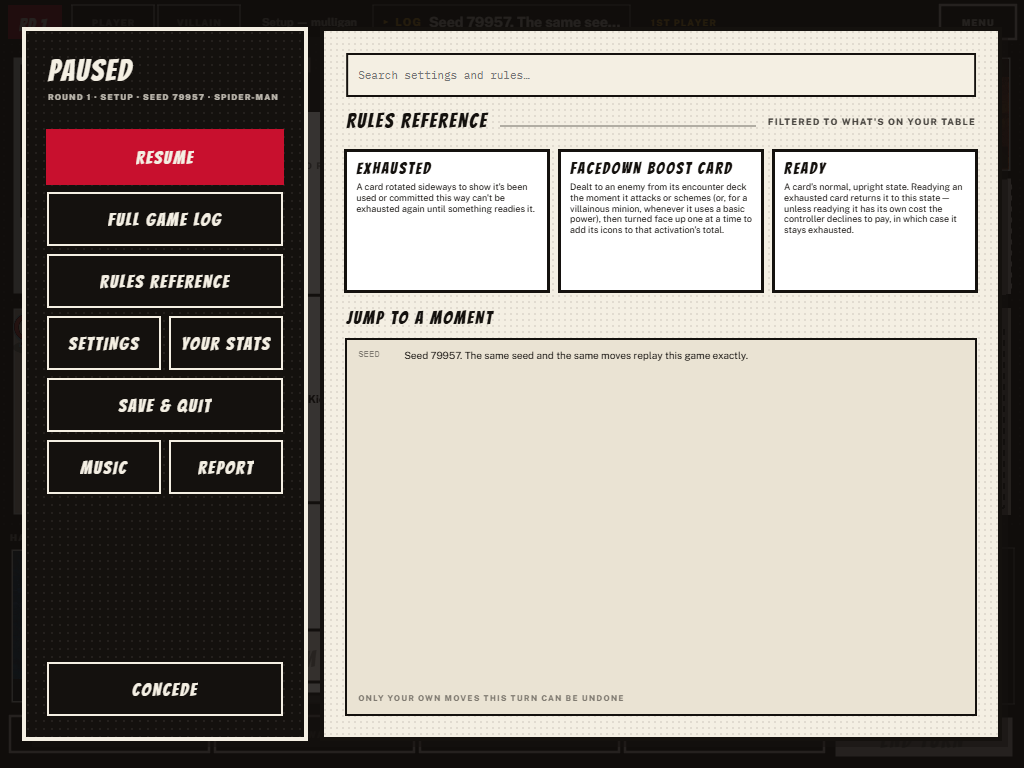 RD 1
PLAYER
VILLAIN
Setup — mulligan
• LOG
Seed 79957. The same see…
1ST PLAYER
MENU
PAUSED
ROUND 1 · SETUP · SEED 79957 · SPIDER-MAN
RESUME
FULL GAME LOG
RULES REFERENCE
SETTINGS
YOUR STATS
SAVE & QUIT
MUSIC
REPORT
CONCEDE
Search settings and rules…
RULES REFERENCE
FILTERED TO WHAT'S ON YOUR TABLE
EXHAUSTED
A card rotated sideways to show it's been
used or committed this way can't be
exhausted again until something readies it.
FACEDOWN BOOST CARD
Dealt to an enemy from its encounter deck
the moment it attacks or schemes (or, for a
villainous minion, whenever it uses a basic
power), then turned face up one at a time to
add its icons to that activation's total.
READY
A card's normal, upright state. Readying an
exhausted card returns it to this state —
unless readying it has its own cost the
controller declines to pay, in which case it
stays exhausted.
JUMP TO A MOMENT
SEED
Seed 79957. The same seed and the same moves replay this game exactly.
ONLY YOUR OWN MOVES THIS TURN CAN BE UNDONE